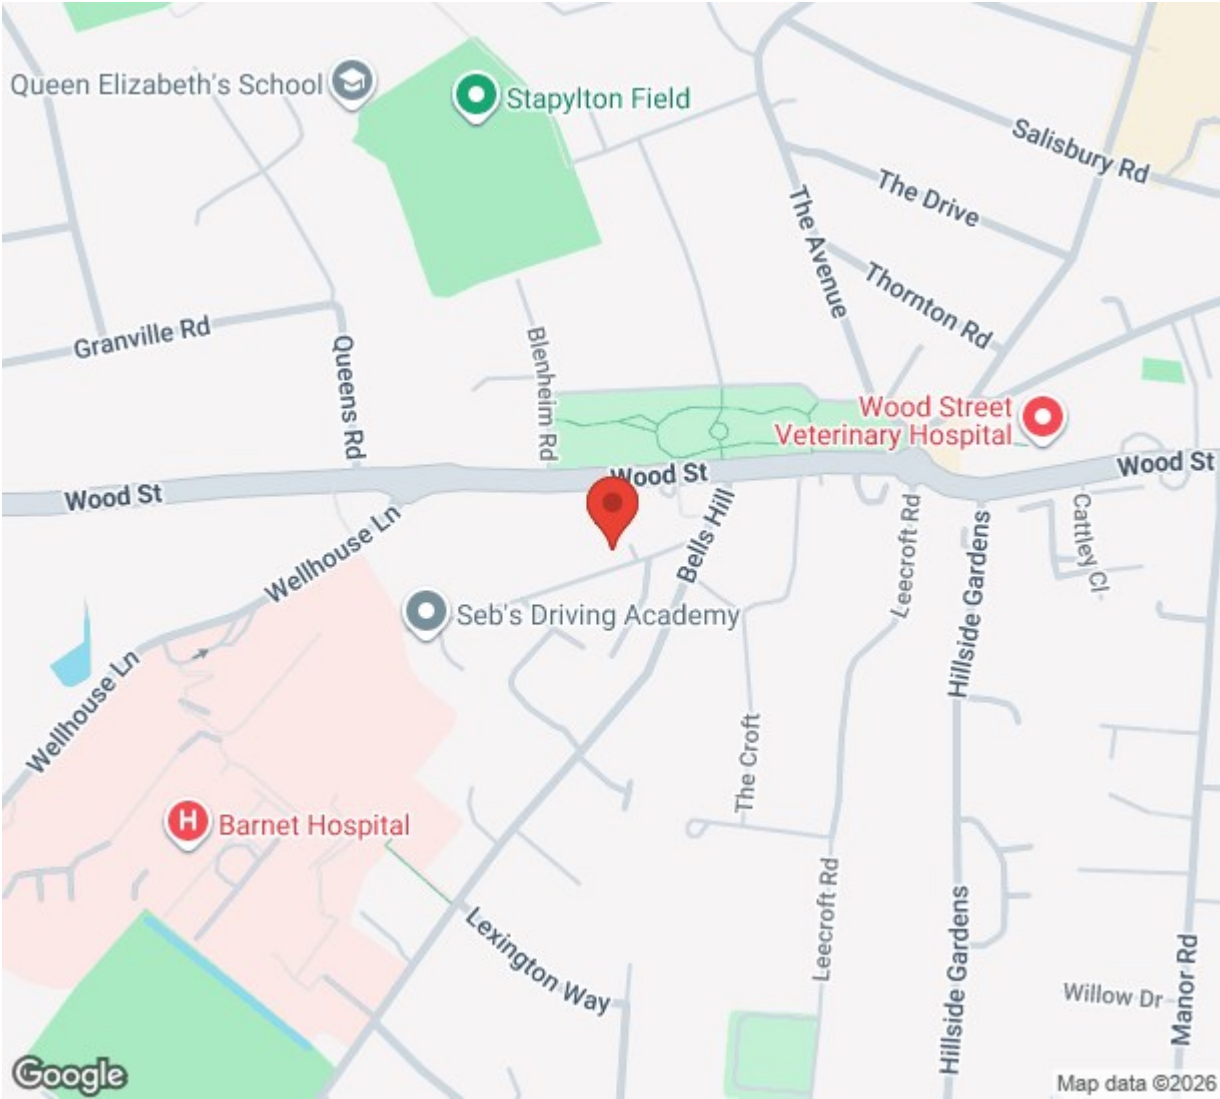 Queen Elizabeth's School
Stapylton Field
Salisbury Rd
The Drive
The Avenue
Thornton Rd
Granville Rd
Queens Rd
Blenheim Rd
Wood Street
Veterinary Hospital
Wood St
Wood St
Wood St
Bells Hill
Wellhouse Ln
Leecroft Rd
Hillside Gardens
Cattley Cl
Seb's Driving Academy
Wellhouse Ln
The Croft
H
Barnet Hospital
Leecroft Rd
Hillside Gardens
Lexington Way
Willow Dr
Manor Rd
Google
Map data ©2026